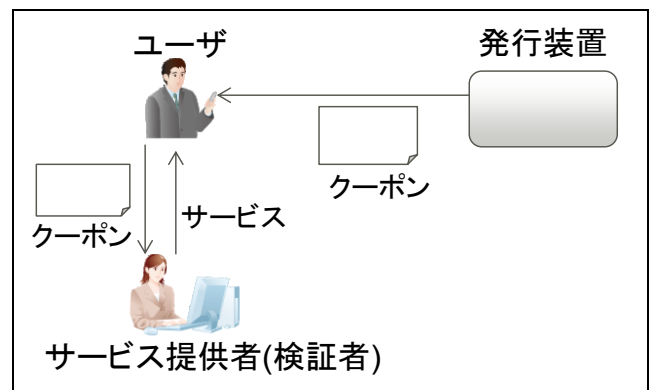 ユーザ
発行装置
クーポン
クーポン
サービス
サービス提供者(検証者)